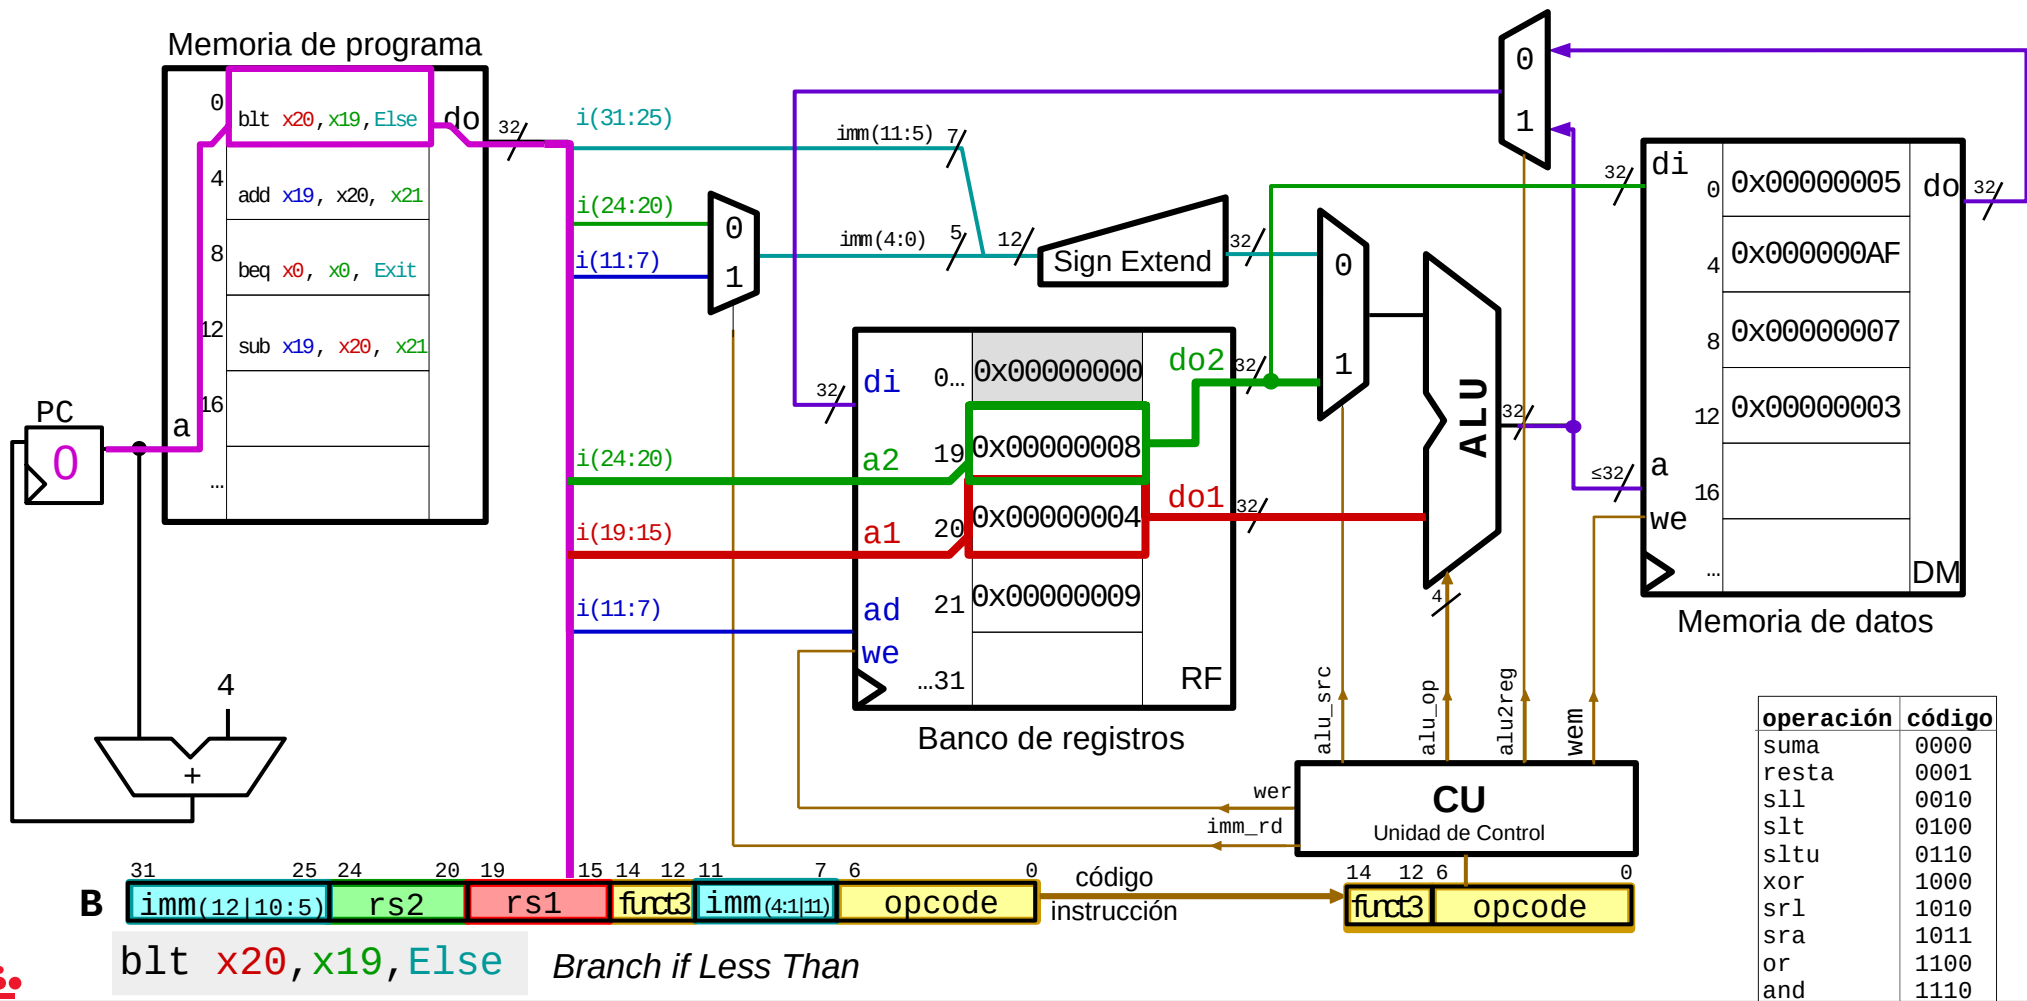 Memoria de programa
0
blt x20,x19,Else
do
32
4
add x19, x20, x21
8
beq x0, x0, Exit
12
sub x19, x20, x21
16
a
...
PC
0
4
+
i(31:25)
imm(11:5)
7
i(24:20)
i(11:7)
0
1
imm(4:0)
5
12
Sign Extend
32
0
1
0
1
ALU
32
di
32
0...
0x00000000
do2
32
i(24:20)
a2
19
0x00000008
i(19:15)
a1
20
0x00000004
do1
32
i(11:7)
ad
21
0x00000009
we
...31
RF
Banco de registros
32
di
0
0x00000005
do
32
4
0x000000AF
8
0x00000007
12
0x00000003
≤32
a
16
we
...
DM
Memoria de datos
4
alu_src
alu_op
alu2reg
wem
wer
imm_rd
CU
Unidad de Control
operación código
suma 0000
resta 0001
sll 0010
slt 0100
sltu 0110
xor 1000
srl 1010
sra 1011
or 1100
and 1110
31 25 24 20 19 15 14 12 11 7 6 0
B imm(12|10:5) rs2 rs1 funct3 imm(4:1|11) opcode
código
instrucción
14 12 6 0
funct3 opcode
blt x20,x19,Else
Branch if Less Than